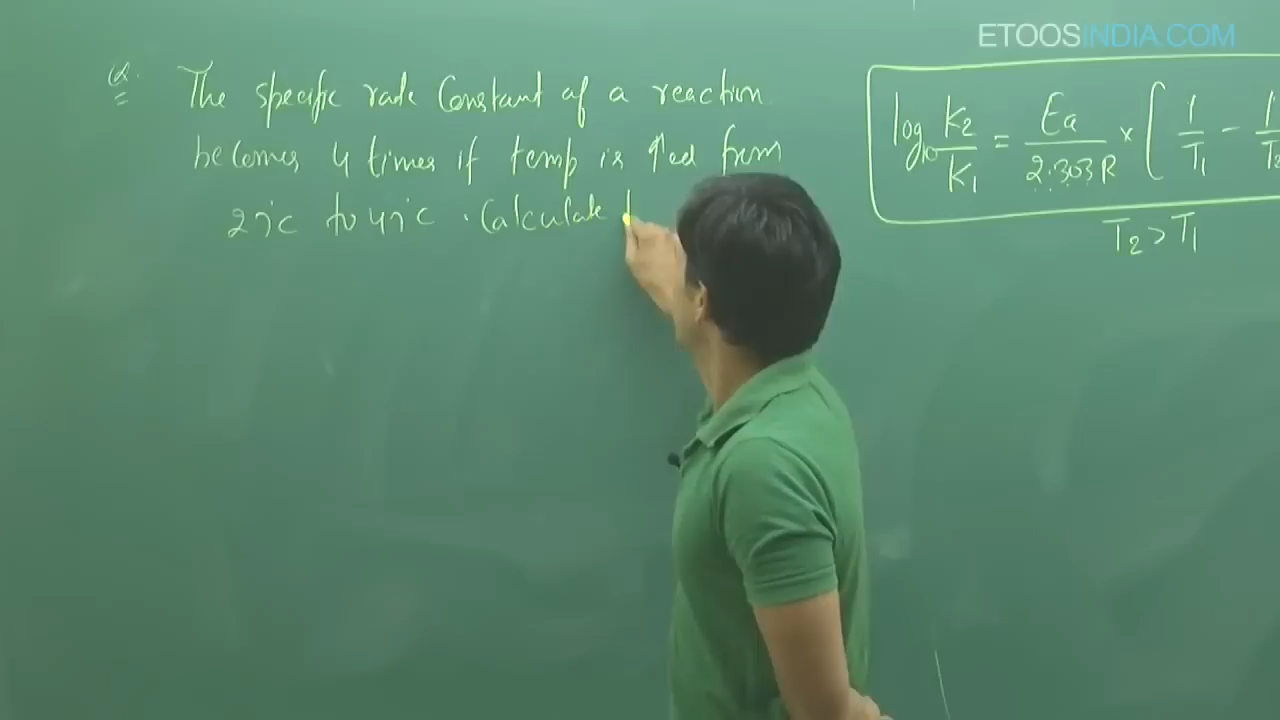 ETOOSINDIA.COM
Q. The specific rate Constant of a reaction
becomes 4 times if temp is ↑ed from
27°C to 47°C . Calculate
log₁₀ K₂/K₁ = Ea/2.303R × [ 1/T₁ - 1/T₂
T₂ > T₁